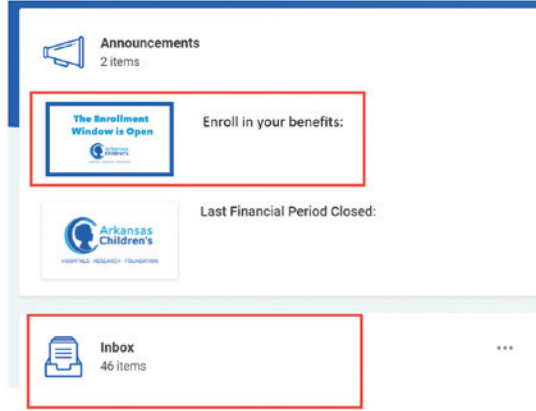 Announcements
2 items
The Enrollment
Window is Open
Arkansas
Children's
Enroll in your benefits:
Arkansas
Children's
HOSPITALS · RESEARCH · FOUNDATION
Last Financial Period Closed:
Inbox
46 items